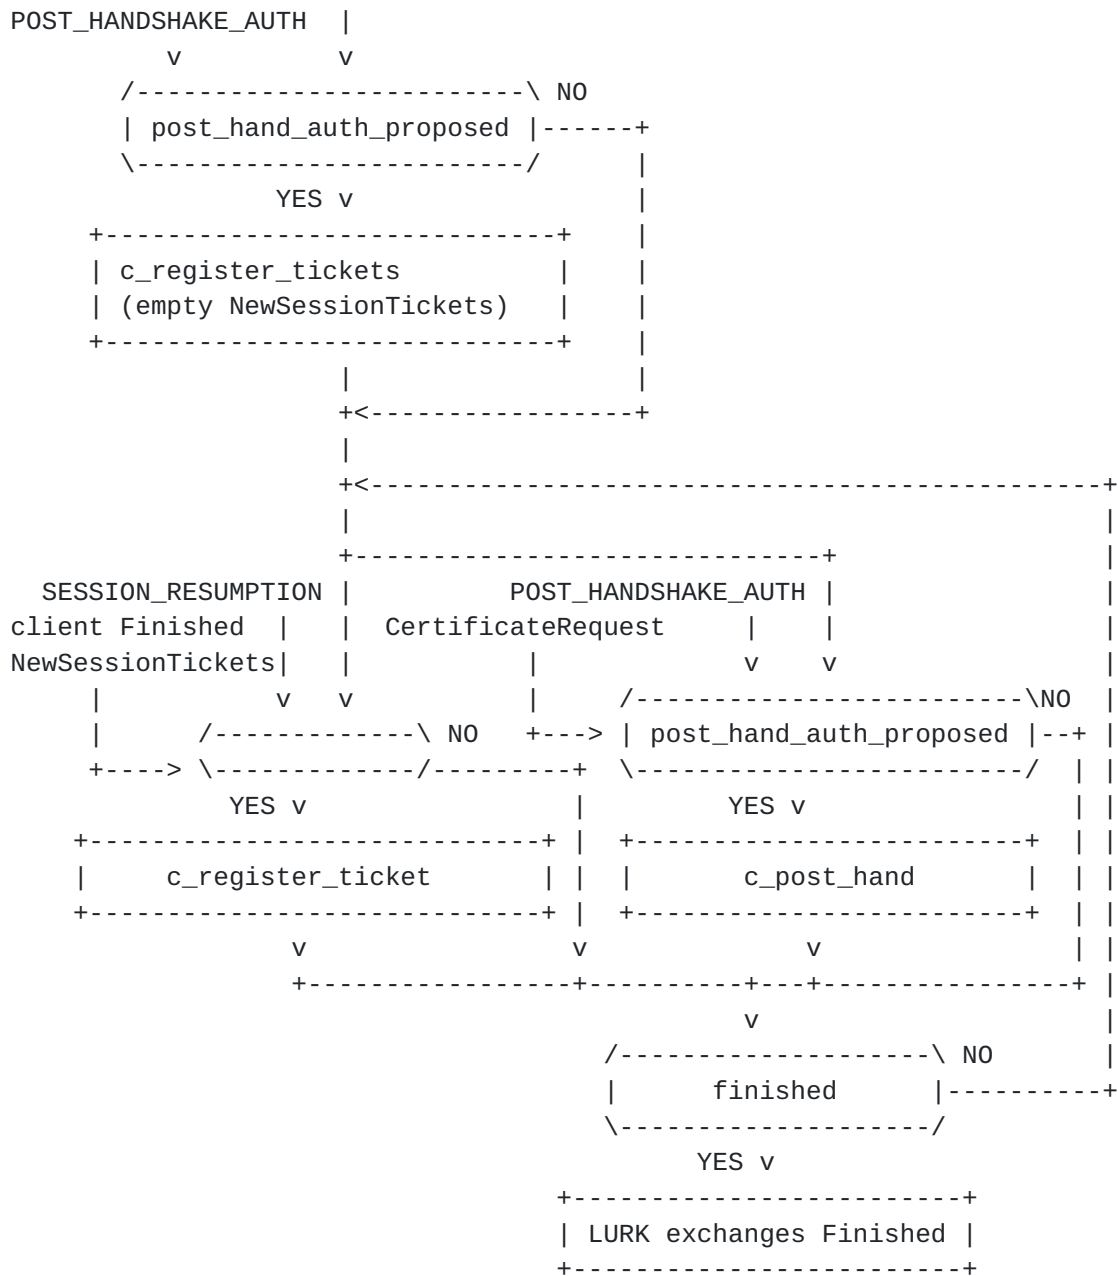 POST_HANDSHAKE_AUTH  |
          v          v
       /-------------------------\ NO
       | post_hand_auth_proposed |------+
       \-------------------------/      |
                 YES v                  |
     +-----------------------------+    |
     | c_register_tickets          |    |
     | (empty NewSessionTickets)   |    |
     +-----------------------------+    |
                     |                  |
                     +<-----------------+
                     |
                     +<-----------------------------------------------+
                     |                                                |
                     +------------------------------+                 |
  SESSION_RESUMPTION |          POST_HANDSHAKE_AUTH |                 |
client Finished  |   |  CertificateRequest     |    |                 |
NewSessionTickets|   |           |             v    v                 |
     |           v   v           |     /-------------------------\NO  |
     |      /-------------\ NO   +---> | post_hand_auth_proposed |--+ |
     +----> \-------------/---------+  \-------------------------/  | |
              YES v                 |         YES v                 | |
    +-----------------------------+ |  +-------------------------+  | |
    |     c_register_ticket       | |  |       c_post_hand       |  | |
    +-----------------------------+ |  +-------------------------+  | |
                  v                 v              v                | |
                  +-----------------+----------+---+----------------+ |
                                               v                      |
                                      /--------------------\ NO       |
                                      |      finished      |----------+
                                      \--------------------/
                                            YES v
                                   +-------------------------+
                                   | LURK exchanges Finished |
                                   +-------------------------+